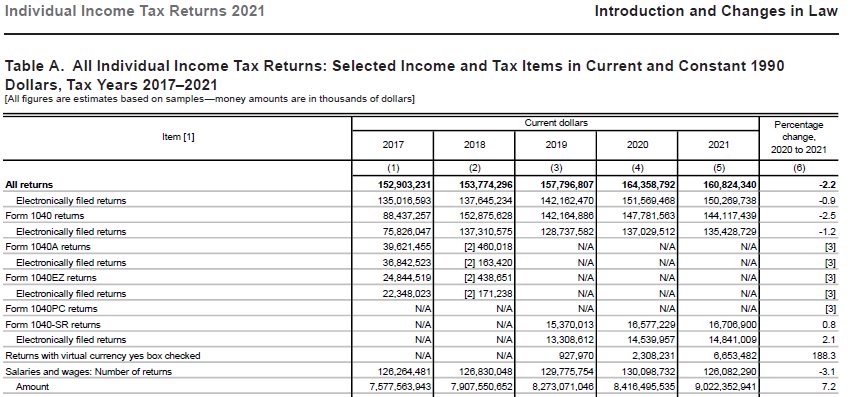 Individual Income Tax Returns 2021 Introduction and Changes in Law
Table A. All Individual Income Tax Returns: Selected Income and Tax Items in Current and Constant 1990
Dollars, Tax Years 2017–2021
[All figures are estimates based on samples—money amounts are in thousands of dollars]
Item [1] Current dollars Percentage change, 2020 to 2021
2017 2018 2019 2020 2021
(1) (2) (3) (4) (5) (6)
All returns 152,903,231 153,774,296 157,796,807 164,358,792 160,824,340 -2.2
Electronically filed returns 135,016,593 137,645,234 142,162,470 151,569,468 150,269,738 -0.9
Form 1040 returns 88,437,257 152,875,628 142,164,886 147,781,563 144,117,439 -2.5
Electronically filed returns 75,826,047 137,310,575 128,737,582 137,029,512 135,428,729 -1.2
Form 1040A returns 39,621,455 [2] 460,018 N/A N/A N/A [3]
Electronically filed returns 36,842,523 [2] 163,420 N/A N/A N/A [3]
Form 1040EZ returns 24,844,519 [2] 438,651 N/A N/A N/A [3]
Electronically filed returns 22,348,023 [2] 171,238 N/A N/A N/A [3]
Form 1040PC returns N/A N/A N/A N/A N/A [3]
Form 1040-SR returns N/A N/A 15,370,013 16,577,229 16,706,900 0.8
Electronically filed returns N/A N/A 13,308,612 14,539,957 14,841,009 2.1
Returns with virtual currency yes box checked N/A N/A 927,970 2,308,231 6,653,482 188.3
Salaries and wages: Number of returns 126,264,481 126,830,048 129,775,754 130,098,732 126,082,290 -3.1
Amount 7,577,563,943 7,907,550,652 8,273,071,046 8,416,495,535 9,022,352,941 7.2